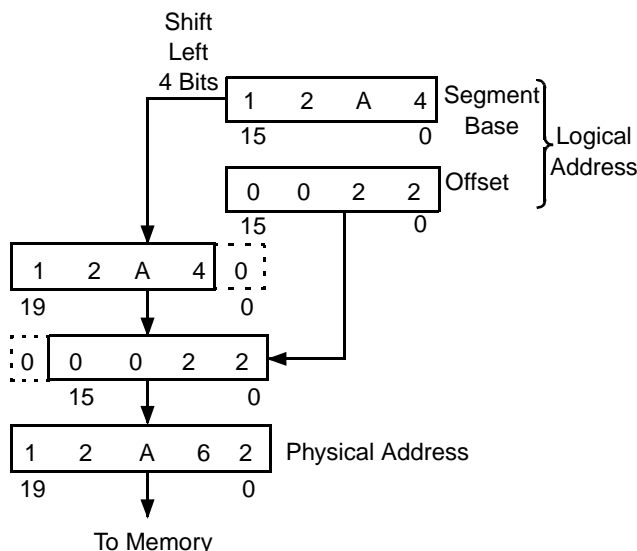 Shift
Left
4 Bits
1 2 A 4
Segment
Base
15 0
Logical
Address
0 0 2 2
Offset
15 0
1 2 A 4 0
19 0
0 0 0 2 2
15 0
1 2 A 6 2
Physical Address
19 0
To Memory